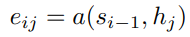 e_{ij} = a(s_{i-1}, h_j)